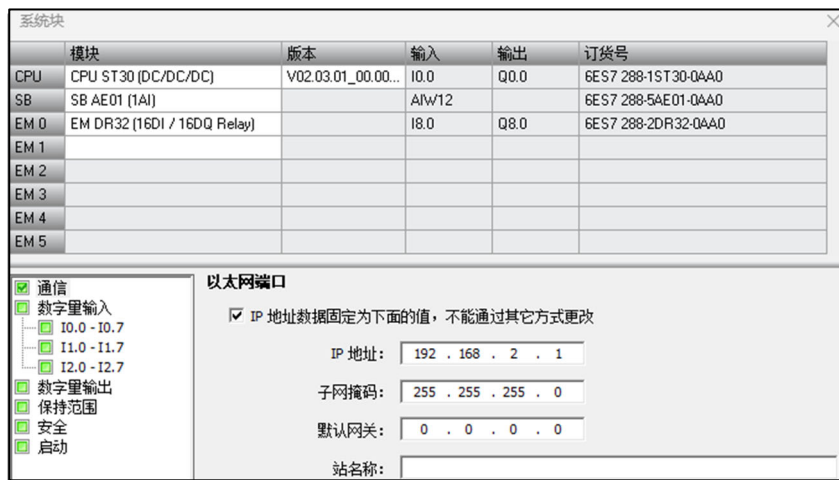 系统块
模块 版本 输入 输出 订货号
CPU CPU ST30 (DC/DC/DC) V02.03.01_00.00... I0.0 Q0.0 6ES7 288-1ST30-0AA0
SB SB AE01 (1AI) AIW12 6ES7 288-5AE01-0AA0
EM 0 EM DR32 (16DI / 16DQ Relay) I8.0 Q8.0 6ES7 288-2DR32-0AA0
EM 1
EM 2
EM 3
EM 4
EM 5
通信
数字量输入
I0.0 - I0.7
I1.0 - I1.7
I2.0 - I2.7
数字量输出
保持范围
安全
启动
以太网端口
IP 地址数据固定为下面的值，不能通过其它方式更改
IP 地址： 192 . 168 . 2 . 1
子网掩码： 255 . 255 . 255 . 0
默认网关： 0 . 0 . 0 . 0
站名称：